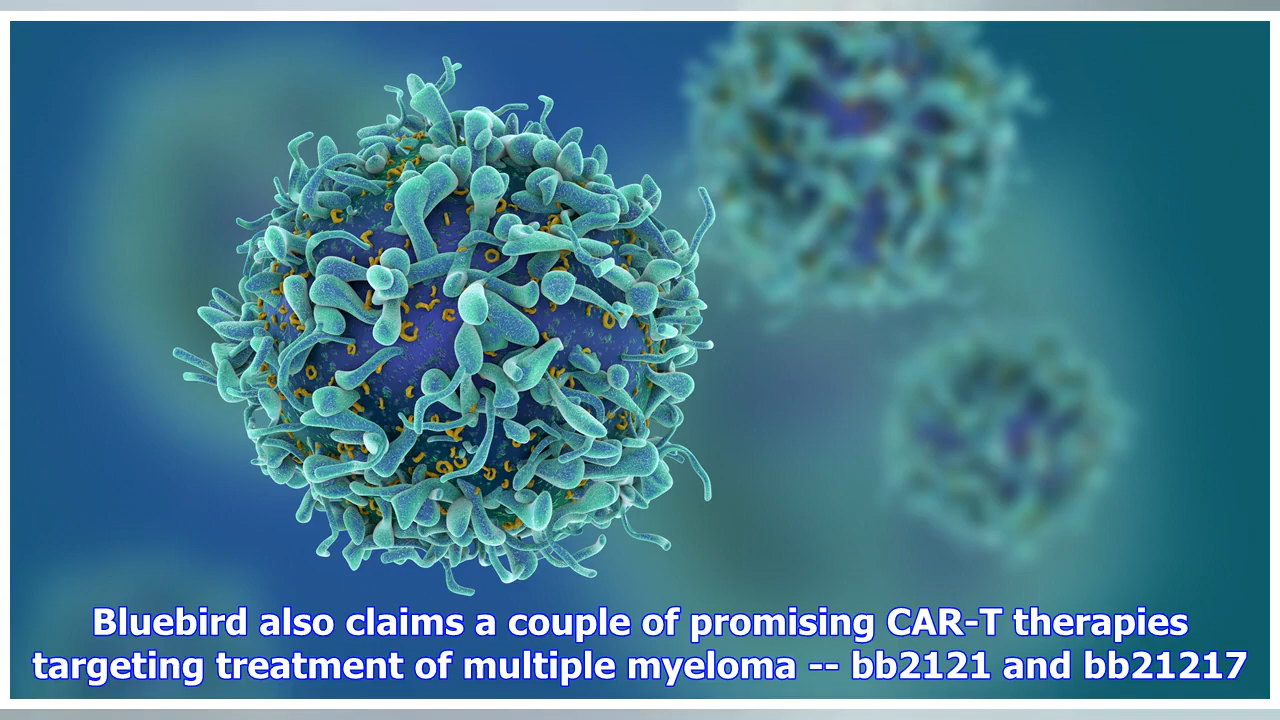 Bluebird also claims a couple of promising CAR-T therapies
targeting treatment of multiple myeloma -- bb2121 and bb21217